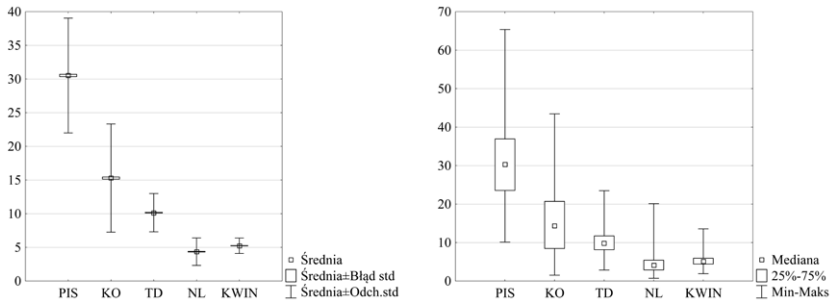 40
35
30
25
20
15
10
5
0
PIS KO TD NL KWIN
Średnia
Średnia±Błąd std
Średnia±Odch.std
70
60
50
40
30
20
10
0
PIS KO TD NL KWIN
Mediana
25%-75%
Min-Maks